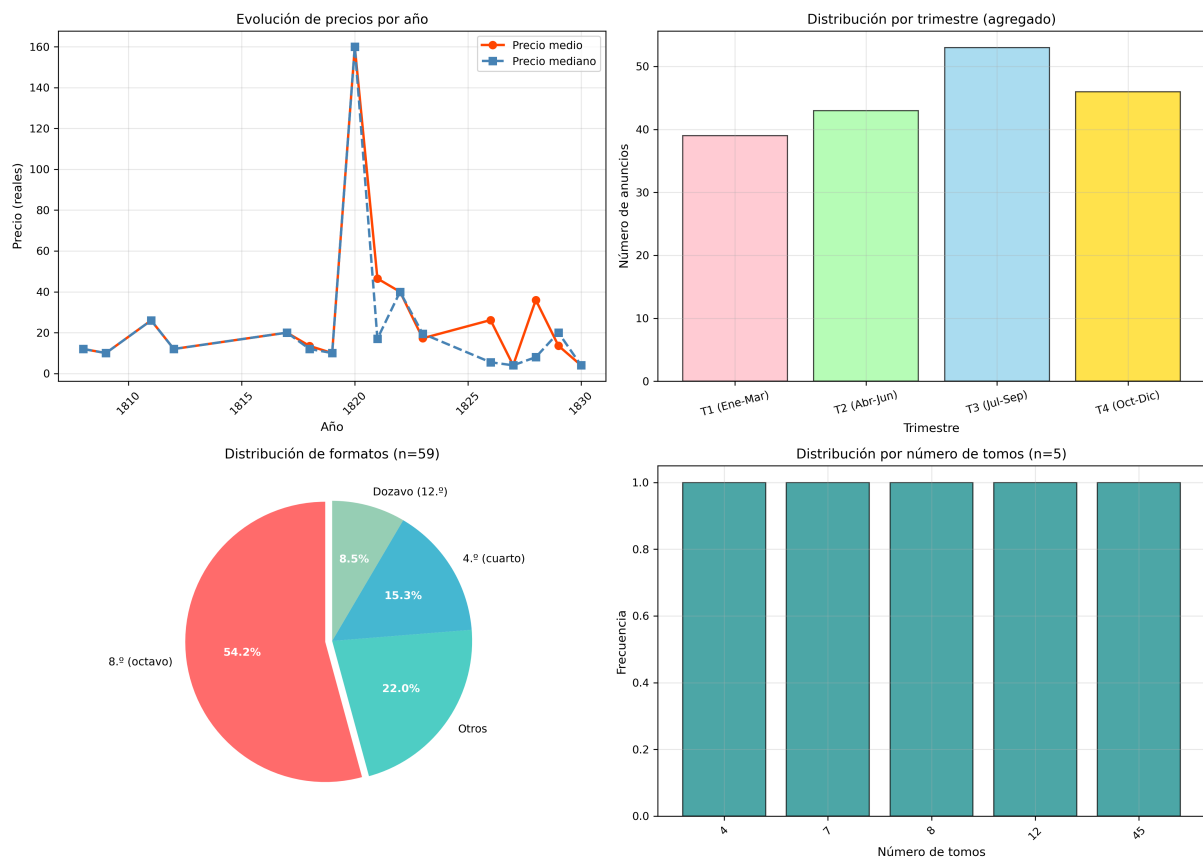 Evolución de precios por año
Precio (reales)
160
140
120
100
80
60
40
20
0
Precio medio
Precio mediano
1810
1815
1820
1825
1830
Año
Distribución por trimestre (agregado)
Número de anuncios
50
40
30
20
10
0
T1 (Ene-Mar)
T2 (Abr-Jun)
T3 (Jul-Sep)
T4 (Oct-Dic)
Trimestre
Distribución de formatos (n=59)
Dozavo (12.º)
8.5%
4.º (cuarto)
15.3%
8.º (octavo)
54.2%
22.0%
Otros
Distribución por número de tomos (n=5)
Frecuencia
1.0
0.8
0.6
0.4
0.2
0.0
4
7
8
12
45
Número de tomos